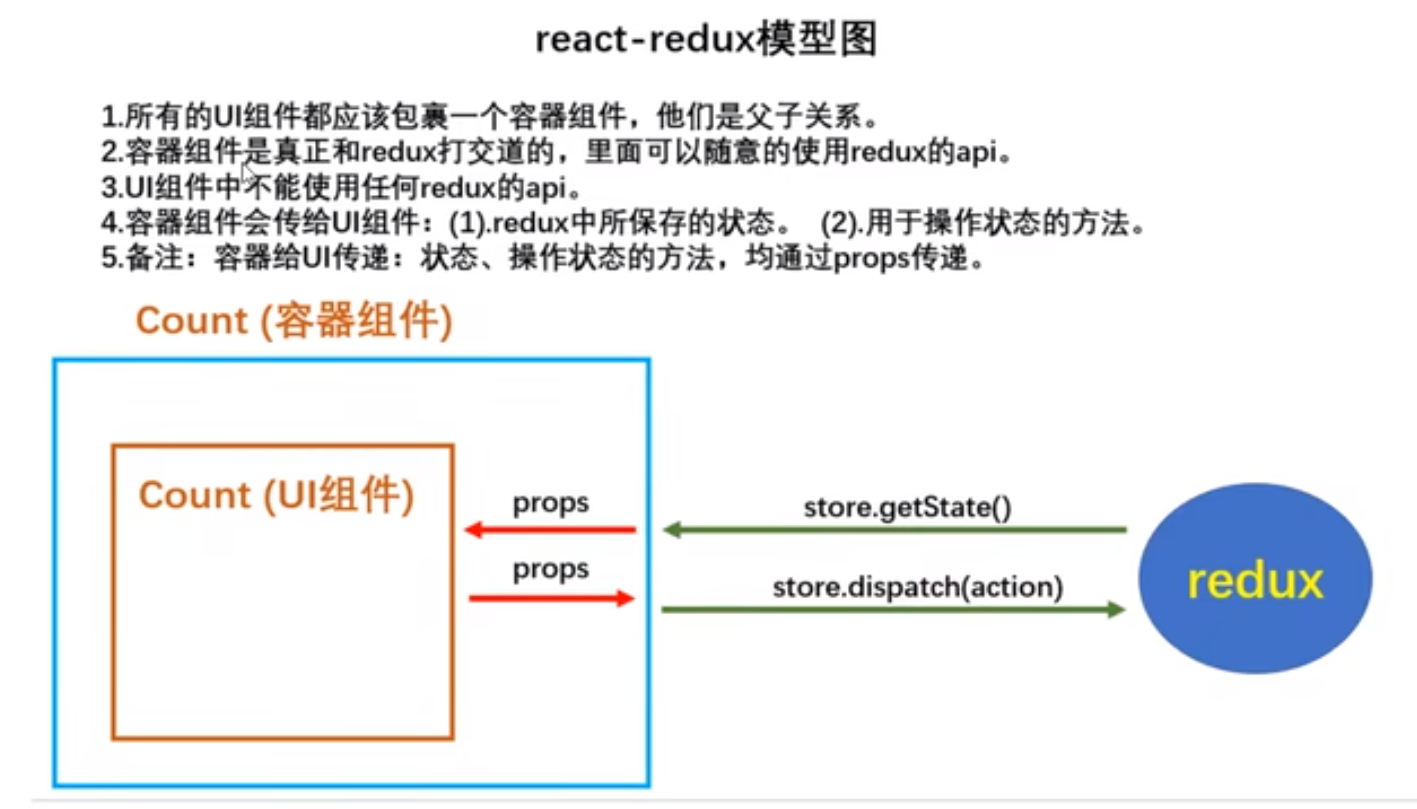 react-redux模型图
1.所有的UI组件都应该包裹一个容器组件，他们是父子关系。
2.容器组件是真正和redux打交道的，里面可以随意的使用redux的api。
3.UI组件中不能使用任何redux的api。
4.容器组件会传给UI组件：(1).redux中所保存的状态。 (2).用于操作状态的方法。
5.备注：容器给UI传递：状态、操作状态的方法，均通过props传递。
Count (容器组件)
Count (UI组件)
props
store.getState()
props
store.dispatch(action)
redux